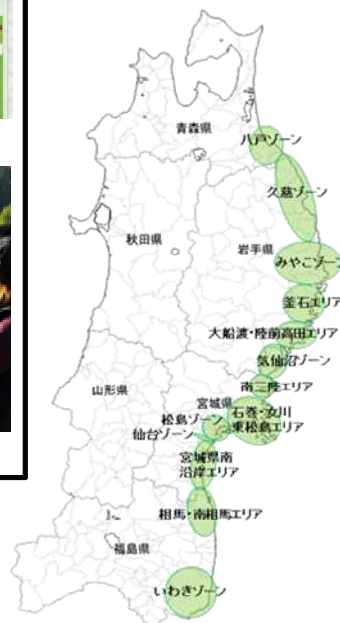 青森県
八戸ゾーン
久慈ゾーン
秋田県
岩手県
みやこゾーン
釜石エリア
大船渡・陸前高田エリア
気仙沼ゾーン
南三陸エリア
山形県
宮城県
石巻・女川
東松島エリア
松島ゾーン
仙台ゾーン
宮城県南
沿岸エリア
相馬・南相馬エリア
福島県
いわきゾーン